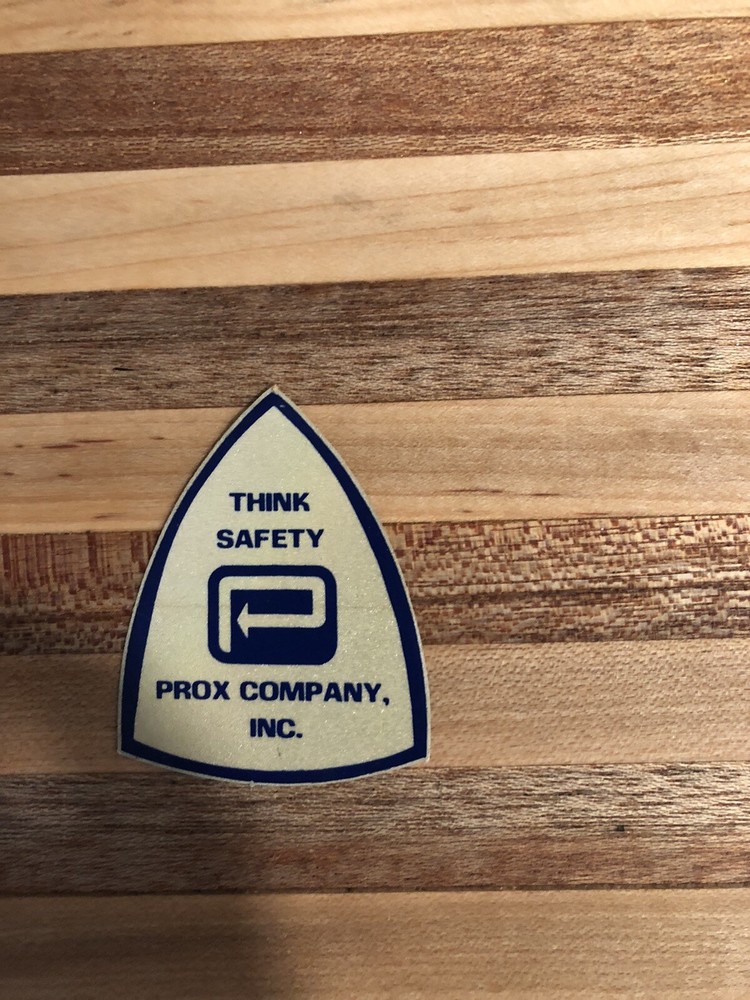 THINK
SAFETY
P
PROX COMPANY,
INC.